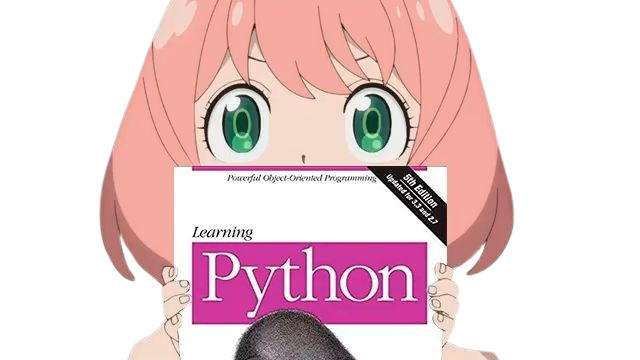 Powerful Object-Oriented Programming
5th Edition
Updated for 3.3 and 2.7
Learning
Python